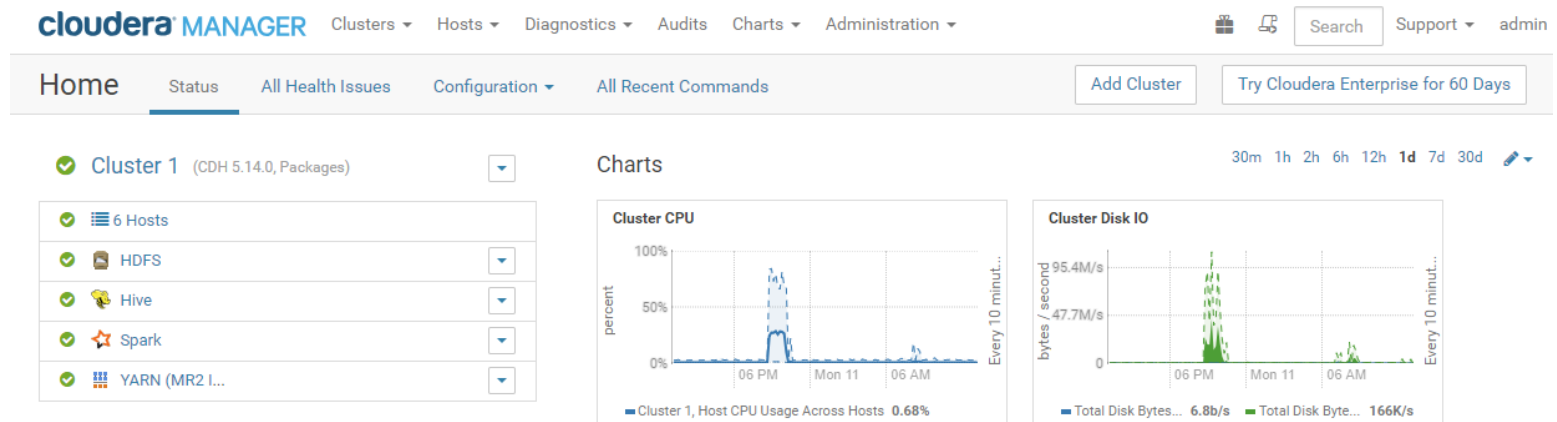 cloudera MANAGER Clusters Hosts Diagnostics Audits Charts Administration Search Support admin
Home Status All Health Issues Configuration All Recent Commands Add Cluster Try Cloudera Enterprise for 60 Days
Cluster 1 (CDH 5.14.0, Packages)
6 Hosts
HDFS
Hive
Spark
YARN (MR2 I...
Charts
30m 1h 2h 6h 12h 1d 7d 30d
Cluster CPU
percent
100%
50%
0%
06 PM Mon 11 06 AM
Every 10 minut...
Cluster 1, Host CPU Usage Across Hosts 0.68%
Cluster Disk IO
bytes / second
95.4M/s
47.7M/s
0
06 PM Mon 11 06 AM
Every 10 minut...
Total Disk Bytes... 6.8b/s Total Disk Byte... 166K/s